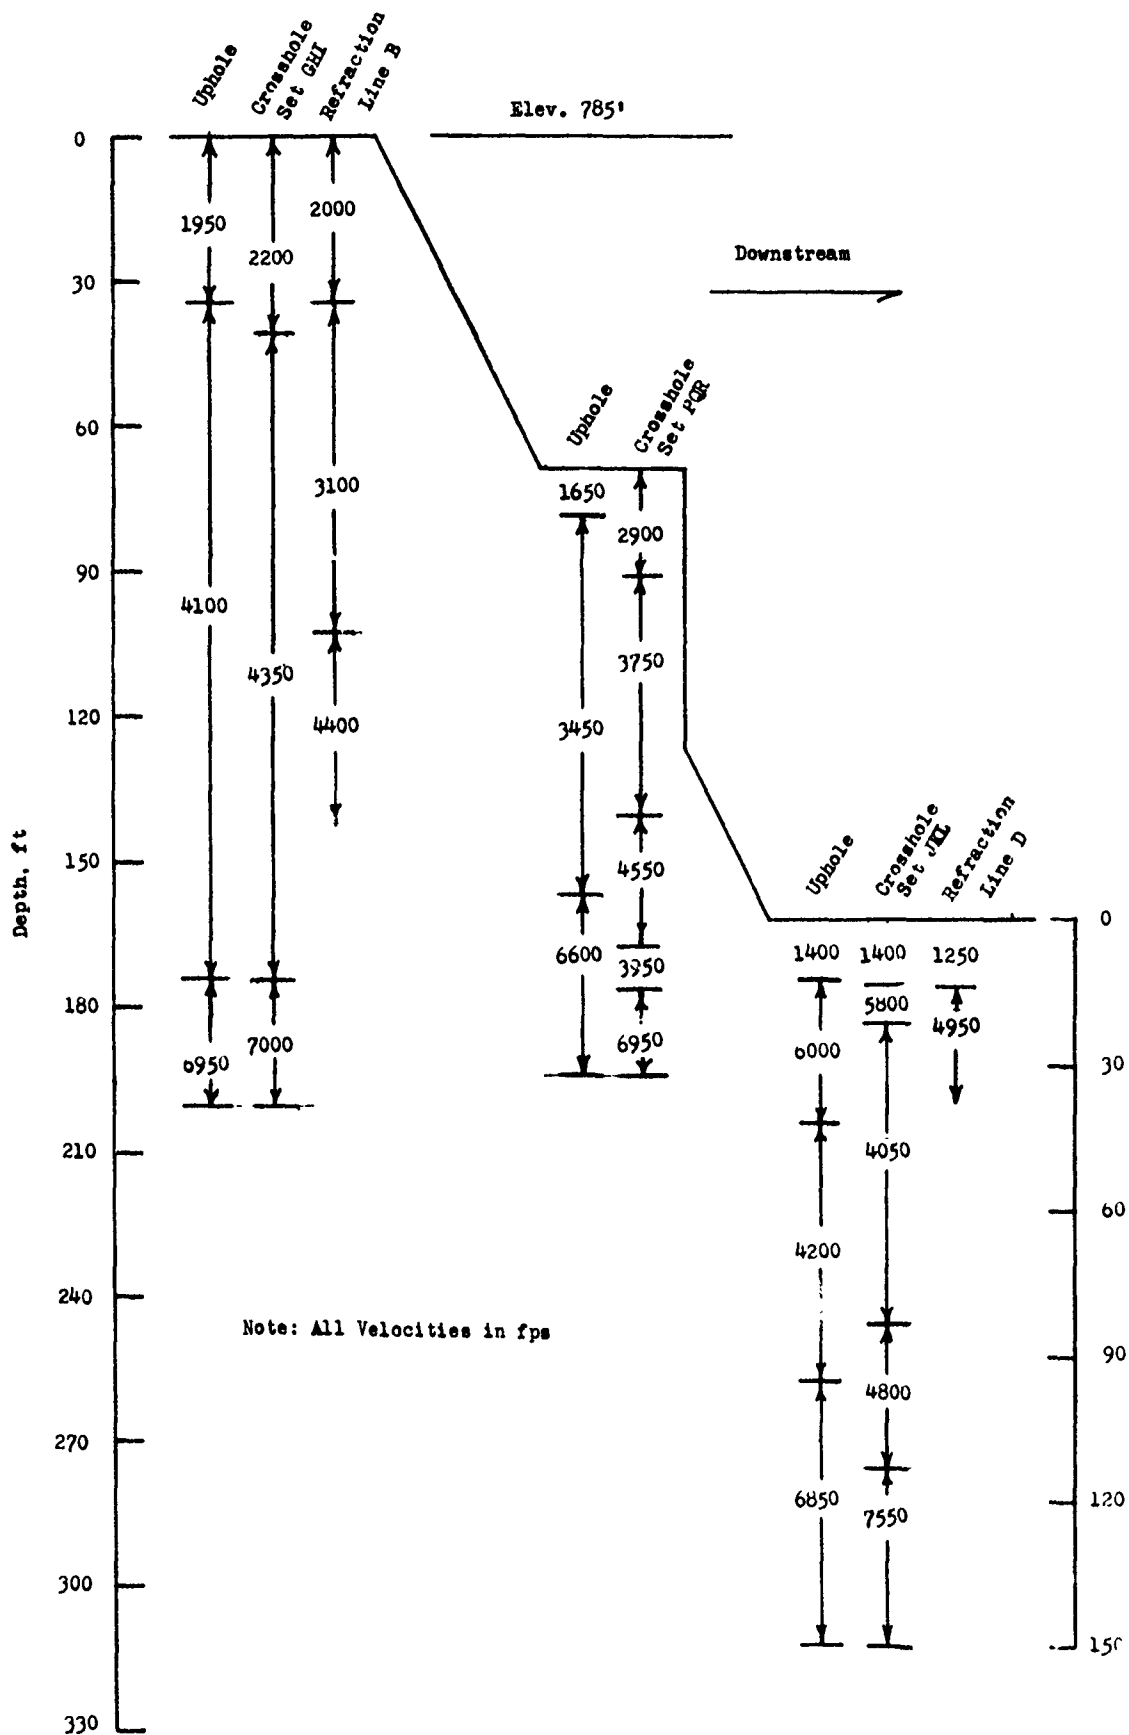 Uphole
Crosshole
Set GHI
Refraction
Line B
Elev. 785'
Downstream
Depth, ft
0
30
60
90
120
150
180
210
240
270
300
330
1950
4100
6950
2200
4350
7000
2000
3100
4400
Uphole
Crosshole
Set PQR
1650
3450
6600
2900
3750
4550
3950
6950
Uphole
Crosshole
Set JKL
Refraction
Line D
1400
6000
4200
6850
1400
5800
4050
4800
7550
1250
4950
0
30
60
90
120
150
Note: All Velocities in fps